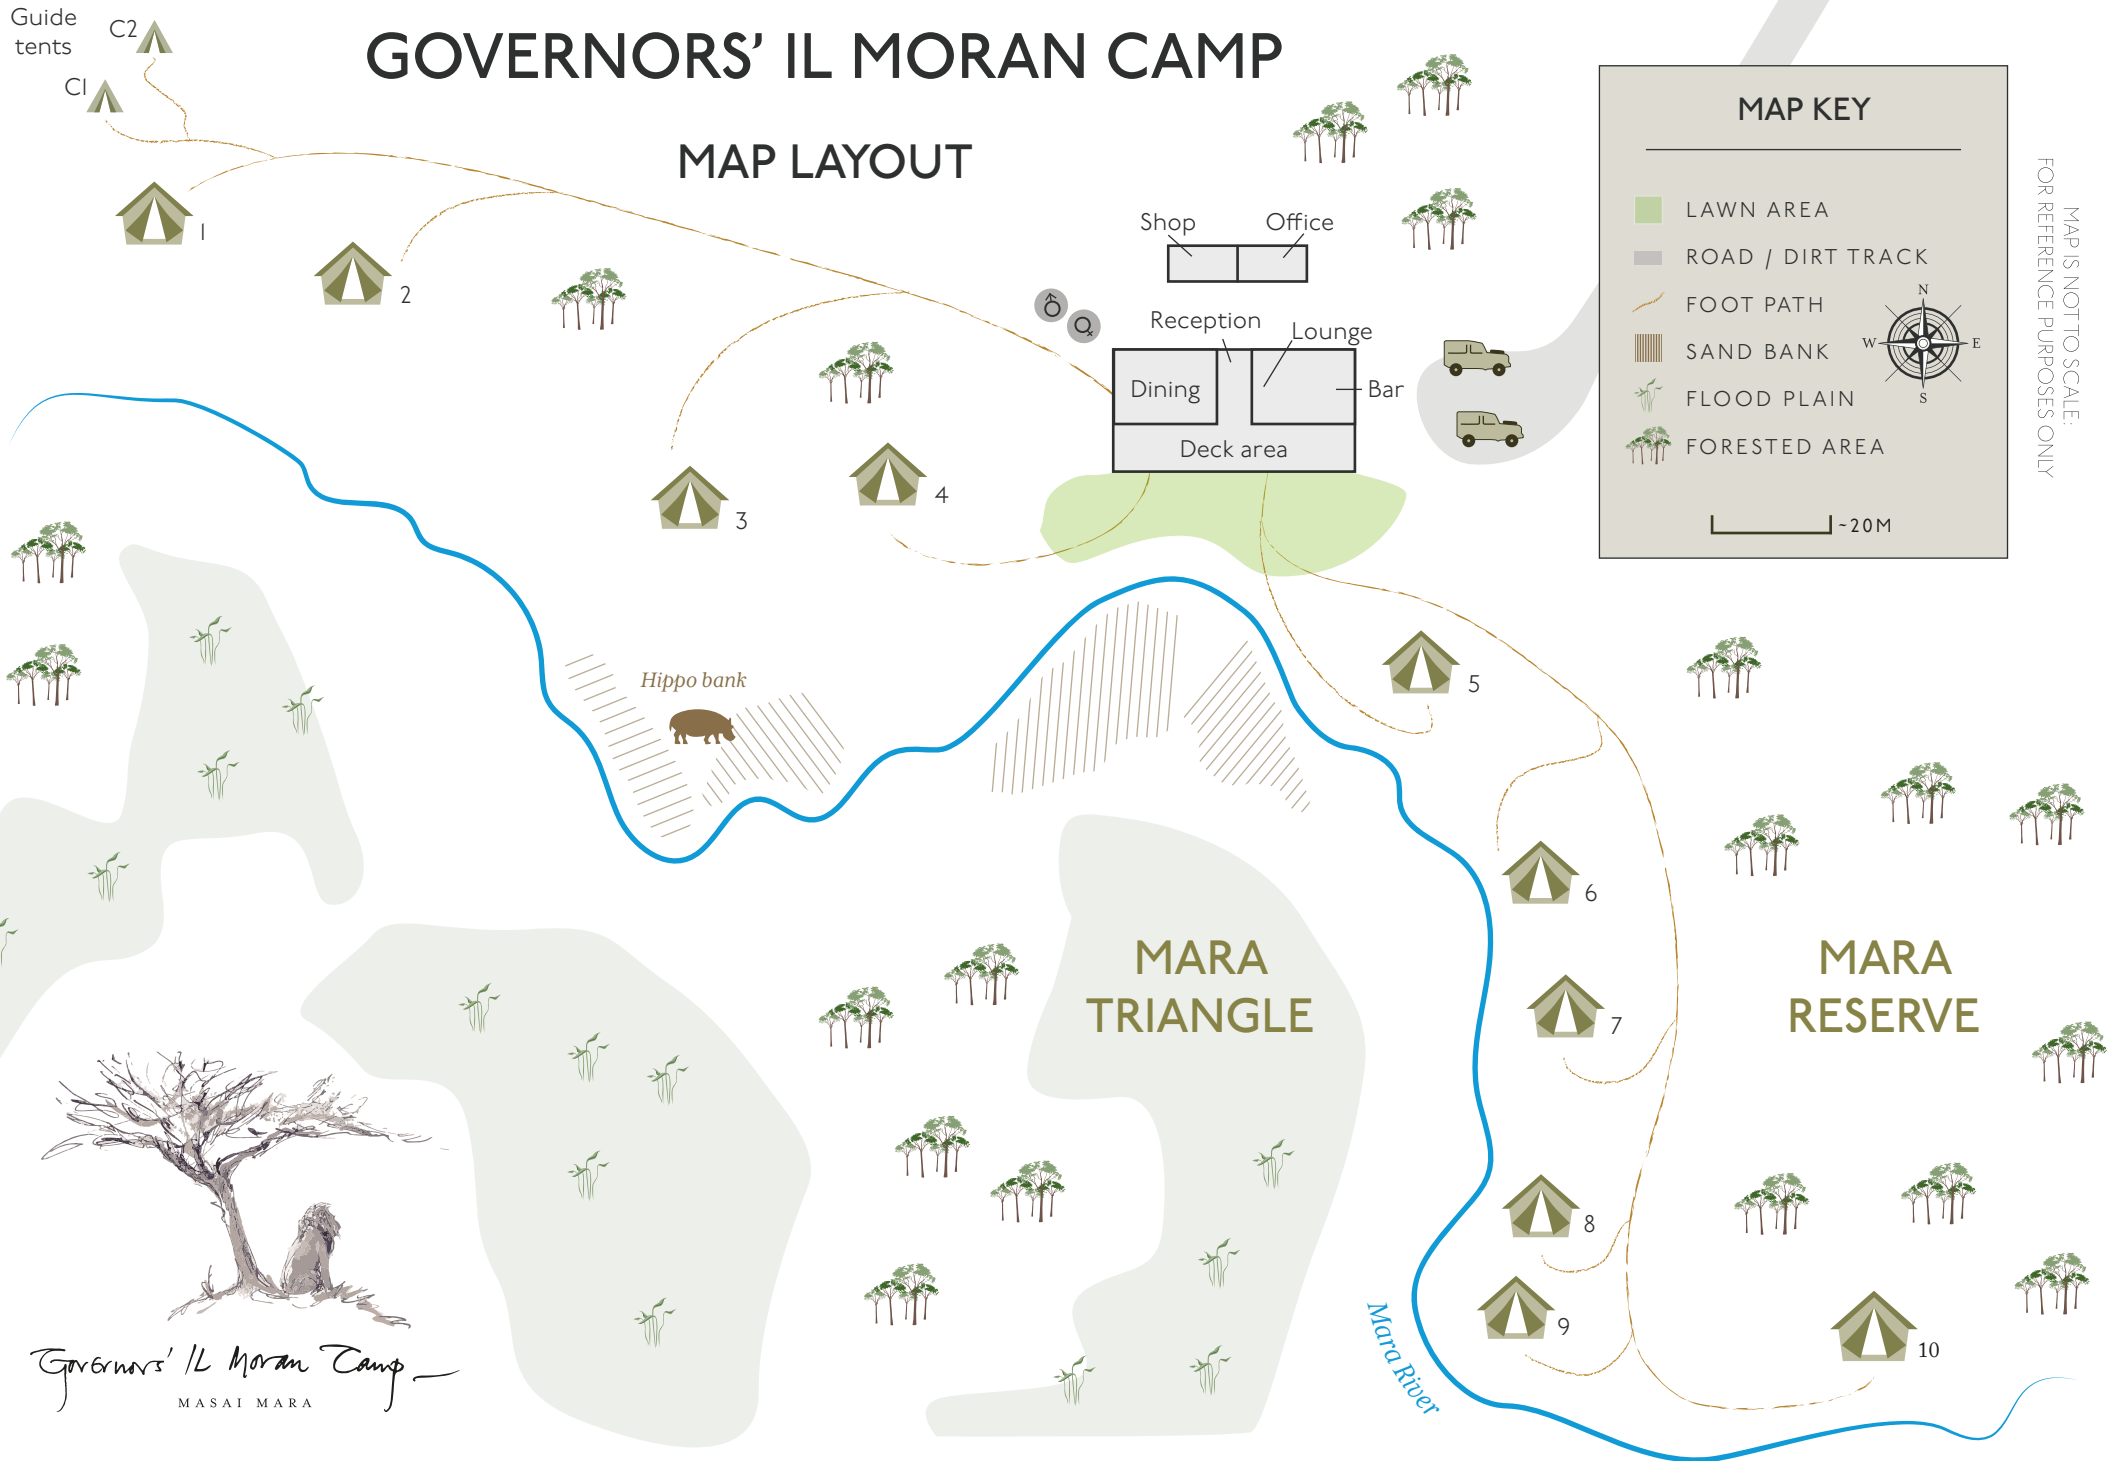 Guide
tents
C2
C1
GOVERNORS’ IL MORAN CAMP
MAP LAYOUT
1
2
3
4
5
6
7
8
9
10
Shop
Office
Reception
Lounge
Dining
Bar
Deck area
Hippo bank
MARA
TRIANGLE
MARA
RESERVE
Mara River
MAP KEY
LAWN AREA
ROAD / DIRT TRACK
FOOT PATH
SAND BANK
FLOOD PLAIN
FORESTED AREA
N
W
E
S
~20M
MAP IS NOT TO SCALE:
FOR REFERENCE PURPOSES ONLY
Governors’ IL Moran Camp
MASAI MARA